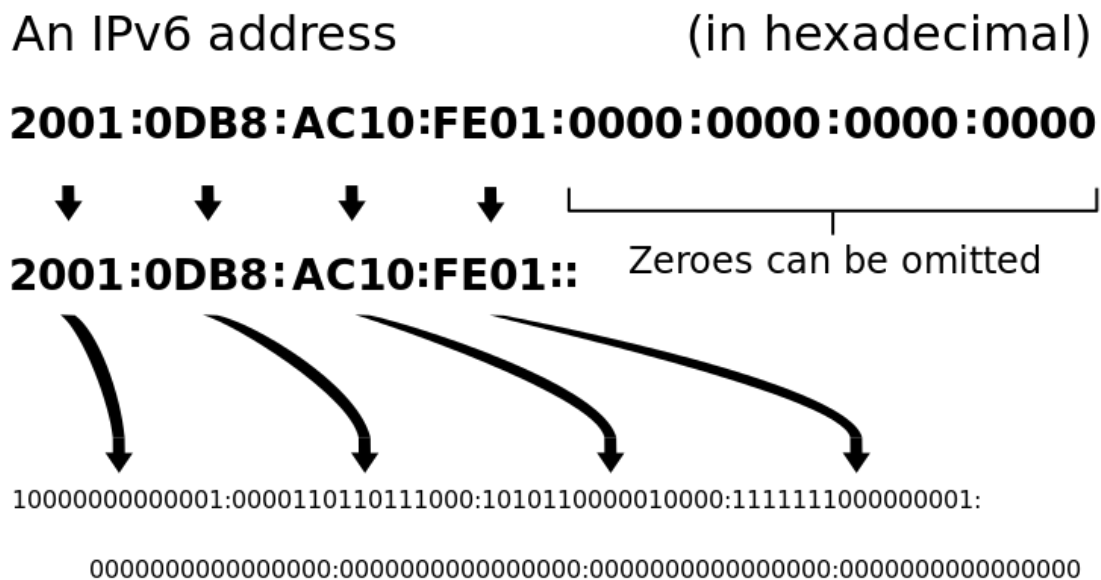 An IPv6 address (in hexadecimal)
2001:0DB8:AC10:FE01:0000:0000:0000:0000
2001:0DB8:AC10:FE01::
Zeroes can be omitted
10000000000001:0000110110111000:1010110000010000:1111111000000001:
0000000000000000:0000000000000000:0000000000000000:0000000000000000